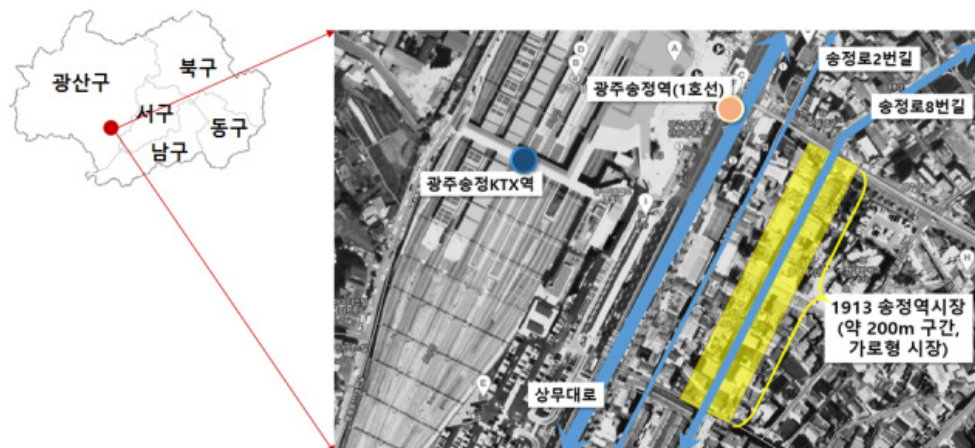 광산구
북구
서구
동구
남구
송정로2번길
광주송정역(1호선)
송정로8번길
광주송정KTX역
1913 송정역시장
(약 200m 구간,
가로형 시장)
상무대로
A
B
C
D
E
H
I